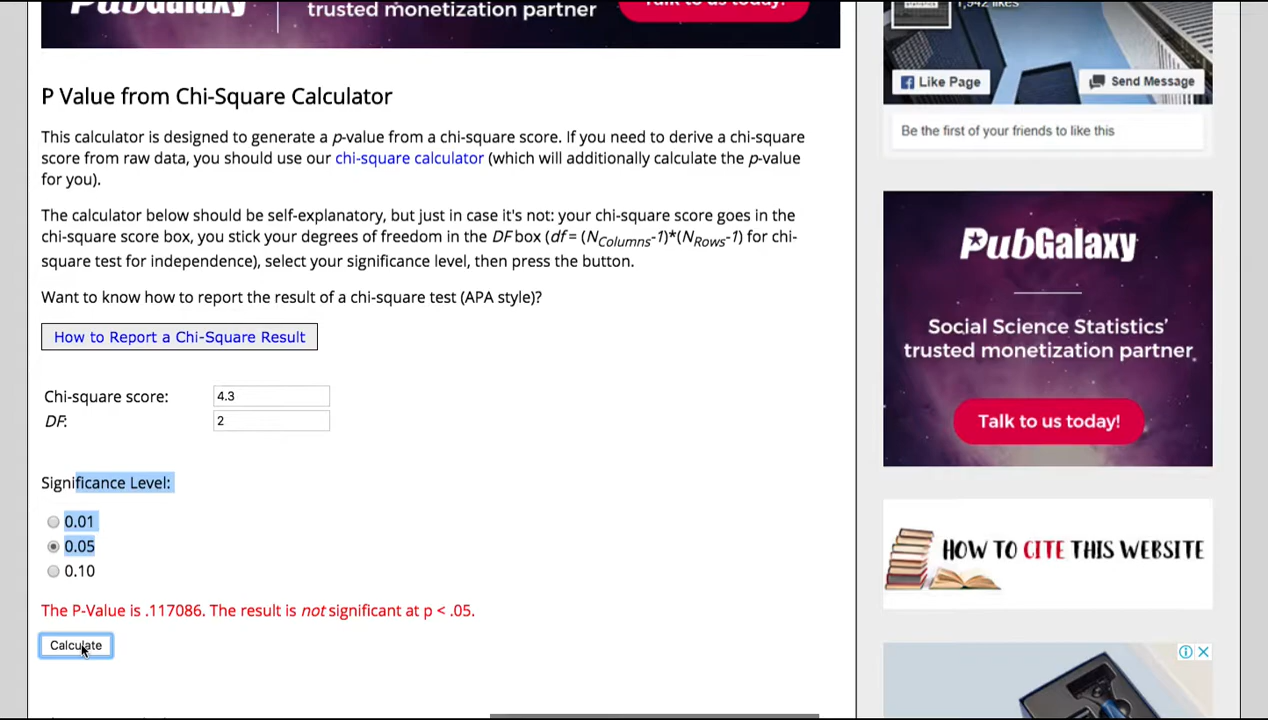 PubGalaxy
trusted monetization partner
Talk to us today!
P Value from Chi-Square Calculator
This calculator is designed to generate a p-value from a chi-square score. If you need to derive a chi-square
score from raw data, you should use our chi-square calculator (which will additionally calculate the p-value
for you).
The calculator below should be self-explanatory, but just in case it's not: your chi-square score goes in the
chi-square score box, you stick your degrees of freedom in the DF box (df = (NColumns-1)*(NRows-1) for chi-
square test for independence), select your significance level, then press the button.
Want to know how to report the result of a chi-square test (APA style)?
How to Report a Chi-Square Result
Chi-square score: 4.3
DF: 2
Significance Level:
0.01
0.05
0.10
The P-Value is .117086. The result is not significant at p < .05.
Calculate
1,542 likes
Like Page
Send Message
Be the first of your friends to like this
PubGalaxy
Social Science Statistics'
trusted monetization partner.
Talk to us today!
HOW TO CITE THIS WEBSITE